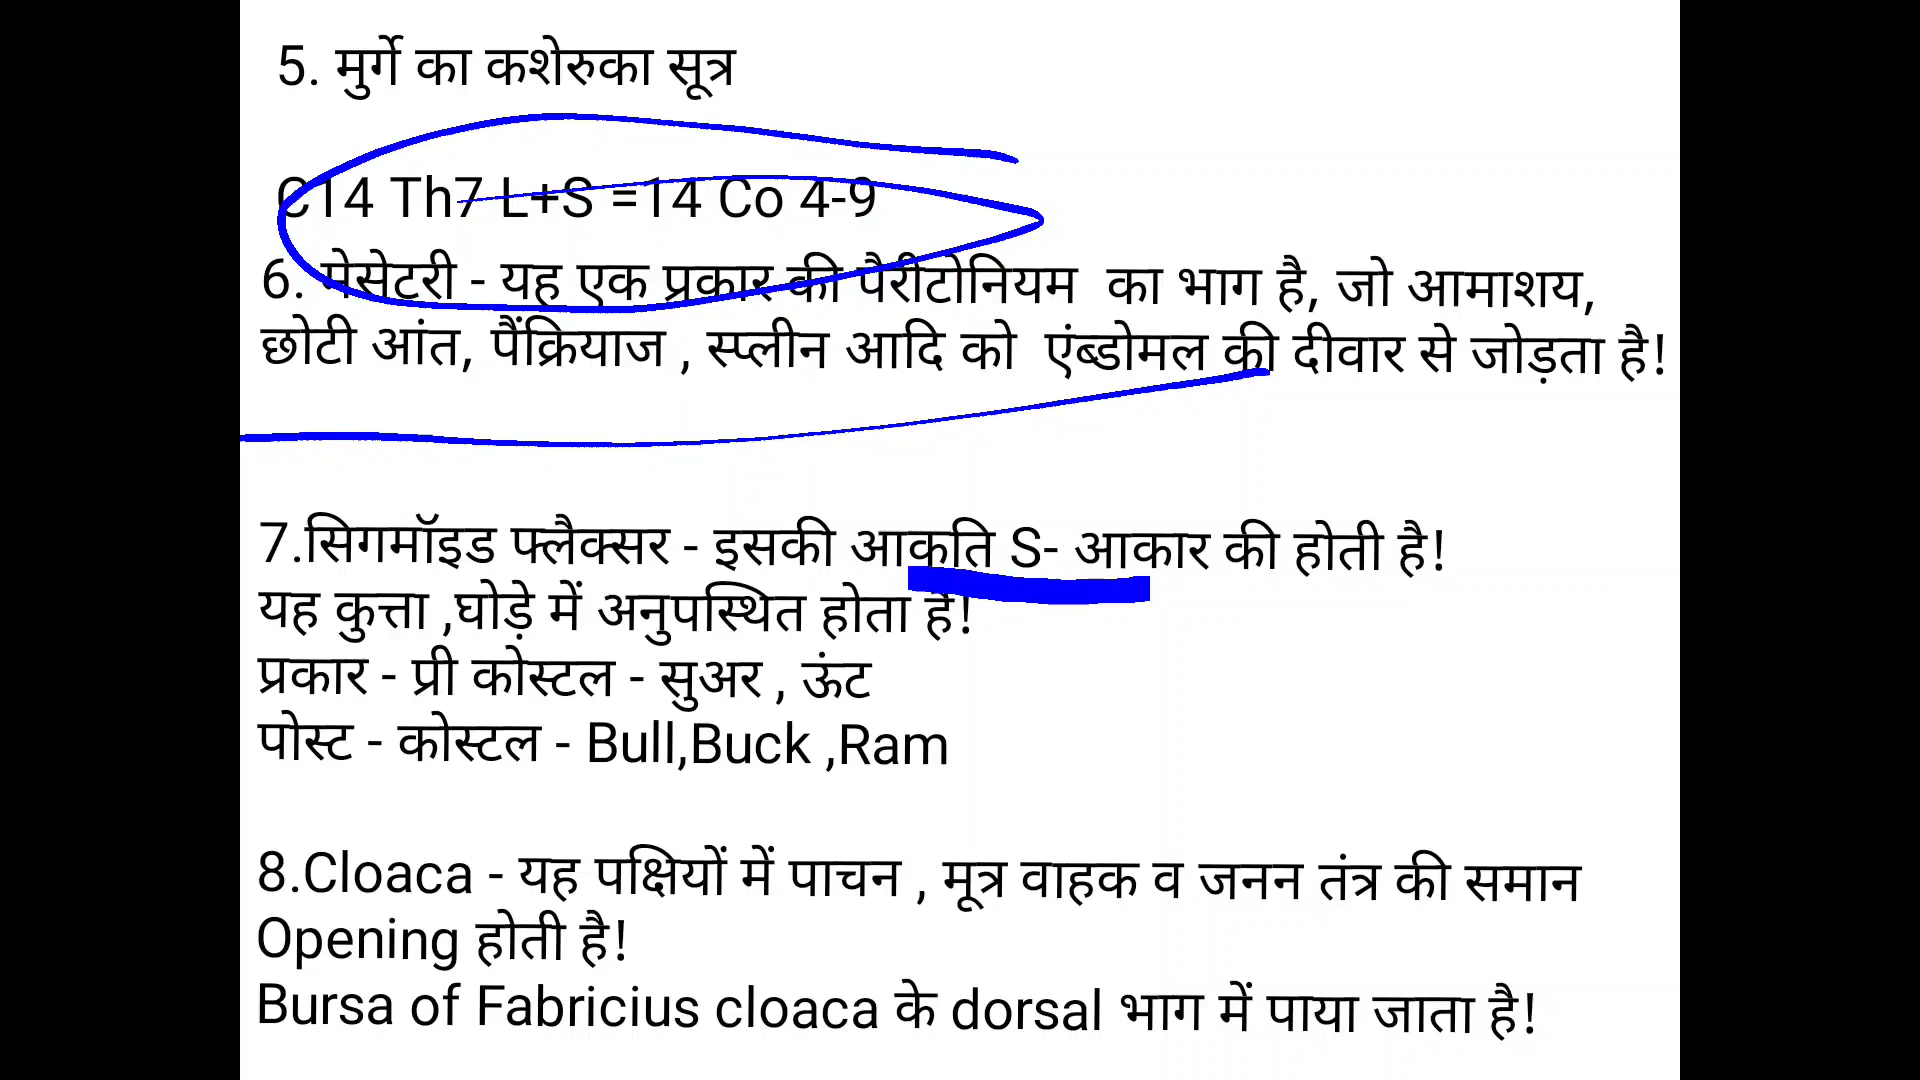 5. मुर्गे का कशेरुका सूत्र
C14 Th7 L+S =14 Co 4-9
6. मेसेटरी - यह एक प्रकार की पैरीटोनियम का भाग है, जो आमाशय,
छोटी आंत, पैंक्रियाज , स्प्लीन आदि को एंब्डोमल की दीवार से जोड़ता है!
7.सिगमॉइड फ्लैक्सर - इसकी आकृति S- आकार की होती है!
यह कुत्ता ,घोड़े में अनुपस्थित होता है!
प्रकार - प्री कोस्टल - सुअर , ऊंट
पोस्ट - कोस्टल - Bull,Buck ,Ram
8.Cloaca - यह पक्षियों में पाचन , मूत्र वाहक व जनन तंत्र की समान
Opening होती है!
Bursa of Fabricius cloaca के dorsal भाग में पाया जाता है!